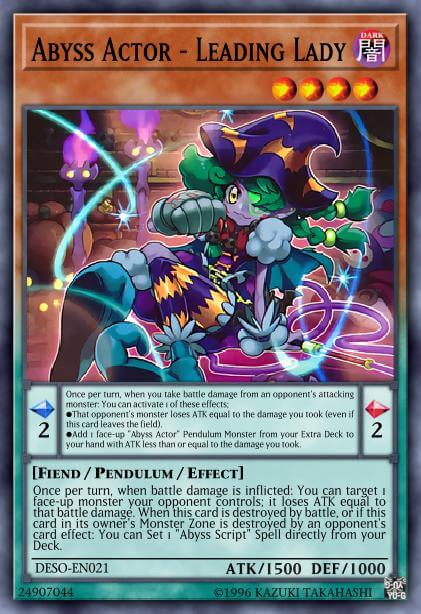 Abyss Actor - Leading Lady
DARK
闇
Once per turn, when you take battle damage from an opponent's attacking
monster: You can activate 1 of these effects;
●That opponent's monster loses ATK equal to the damage you took (even if
this card leaves the field).
●Add 1 face-up "Abyss Actor" Pendulum Monster from your Extra Deck to
your hand with ATK less than or equal to the damage you took.
2
2
[Fiend / Pendulum / Effect]
Once per turn, when battle damage is inflicted: You can target 1
face-up monster your opponent controls; it loses ATK equal to
that battle damage. When this card is destroyed by battle, or if this
card in its owner's Monster Zone is destroyed by an opponent's
card effect: You can Set 1 "Abyss Script" Spell directly from your
Deck.
DESO-EN021
ATK/1500 DEF/1000
24907044
©1996 KAZUKI TAKAHASHI